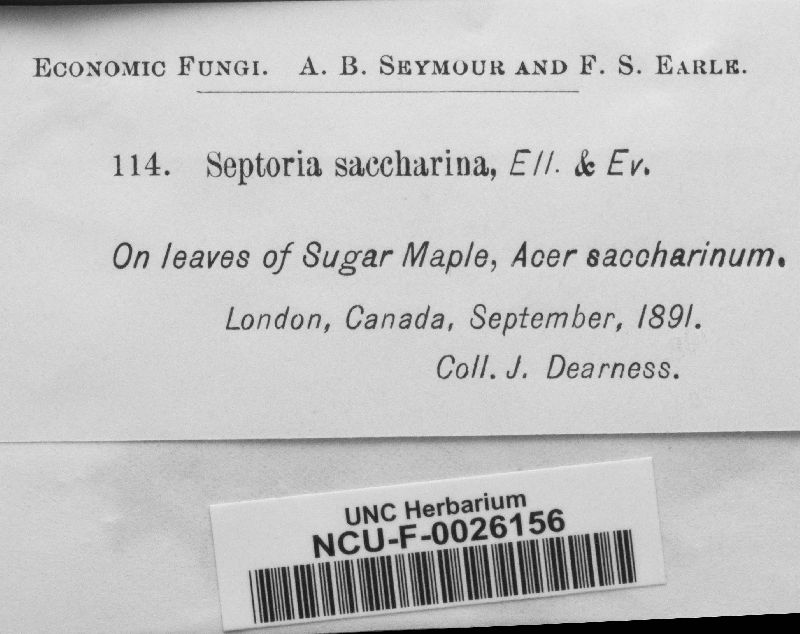 Economic Fungi. A. B. Seymour and F. S. Earle.
114. Septoria saccharina, Ell. & Ev.
On leaves of Sugar Maple, Acer saccharinum.
London, Canada, September, 1891.
Coll. J. Dearness.
UNC Herbarium
NCU-F-0026156